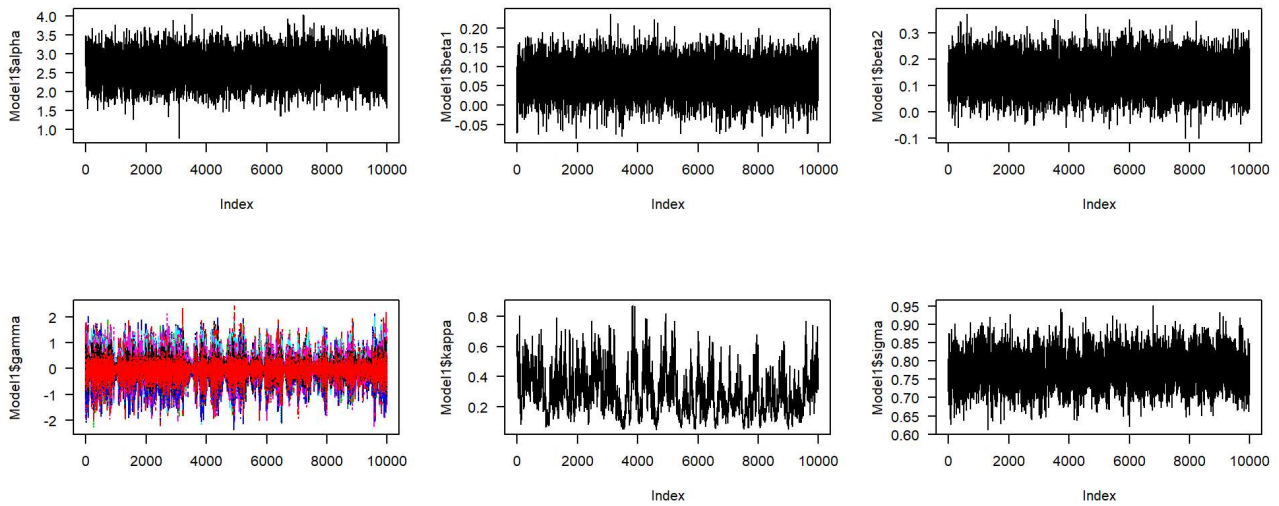 Model1$alpha
4.0
3.5
3.0
2.5
2.0
1.5
1.0
0 2000 4000 6000 8000 10000
Index
Model1$beta1
0.20
0.15
0.10
0.05
0.00
-0.05
0 2000 4000 6000 8000 10000
Index
Model1$beta2
0.3
0.2
0.1
0.0
-0.1
0 2000 4000 6000 8000 10000
Index
Model1$gamma
2
1
0
-1
-2
0 2000 4000 6000 8000 10000
Model1$kappa
0.8
0.6
0.4
0.2
0 2000 4000 6000 8000 10000
Index
Model1$sigma
0.95
0.90
0.85
0.80
0.75
0.70
0.65
0.60
0 2000 4000 6000 8000 10000
Index